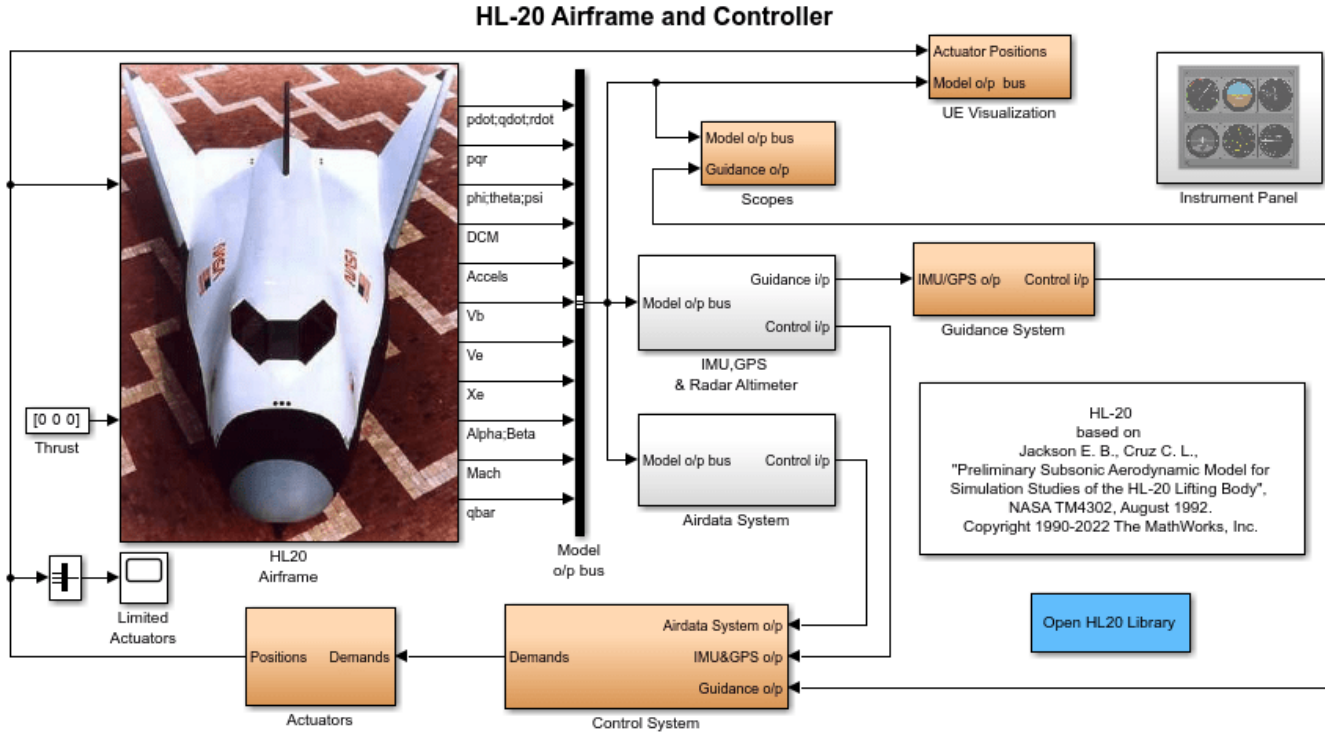 HL-20 Airframe and Controller
Actuator Positions
Model o/p bus
UE Visualization
Model o/p bus
Guidance o/p
Scopes
Instrument Panel
pdot;qdot;rdot
pqr
phi;theta;psi
DCM
Accels
Vb
Ve
Xe
Alpha;Beta
Mach
qbar
NASA
NASA
HL20
Airframe
[0 0 0]
Thrust
Model
o/p bus
Model o/p bus
Guidance i/p
Control i/p
IMU,GPS
& Radar Altimeter
IMU/GPS o/p
Control i/p
Guidance System
Model o/p bus
Control i/p
Airdata System
HL-20
based on
Jackson E. B., Cruz C. L.,
"Preliminary Subsonic Aerodynamic Model for
Simulation Studies of the HL-20 Lifting Body",
NASA TM4302, August 1992.
Copyright 1990-2022 The MathWorks, Inc.
Limited
Actuators
Positions
Demands
Actuators
Demands
Airdata System o/p
IMU&GPS o/p
Guidance o/p
Control System
Open HL20 Library